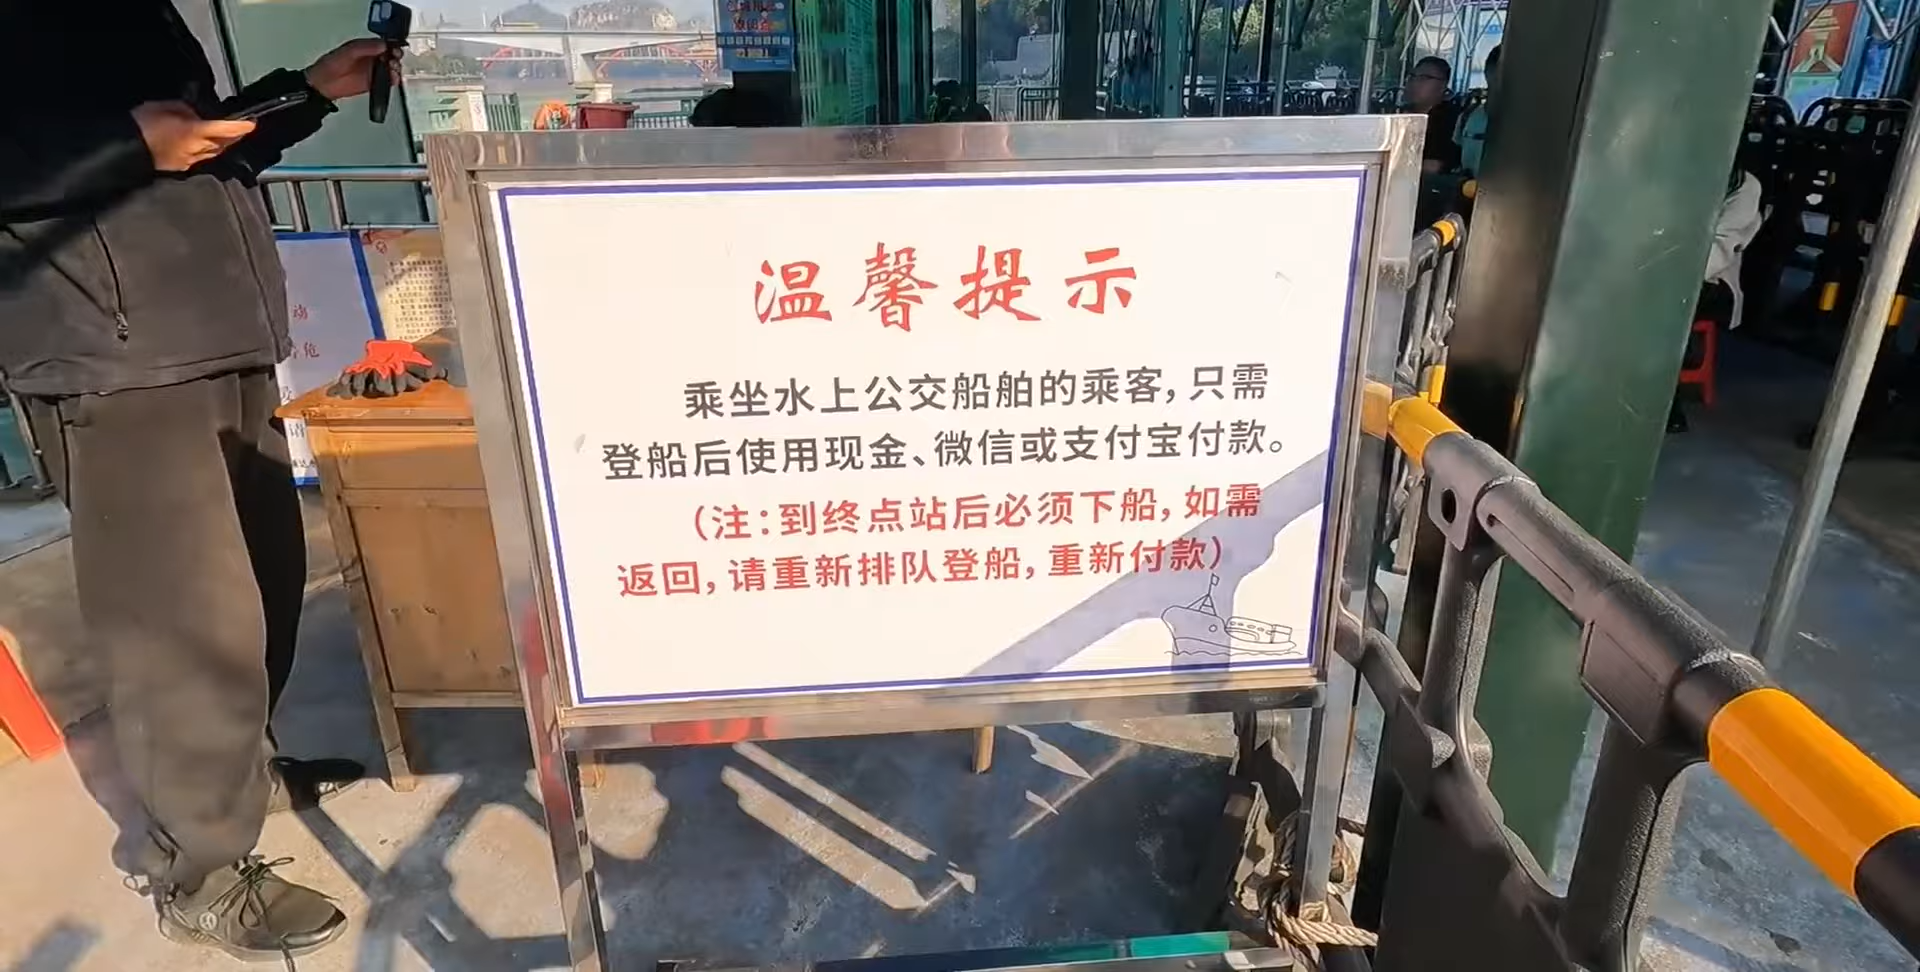 温馨提示
乘坐水上公交船舶的乘客，只需
登船后使用现金、微信或支付宝付款。
（注：到终点站后必须下船，如需
返回，请重新排队登船，重新付款）
动
危